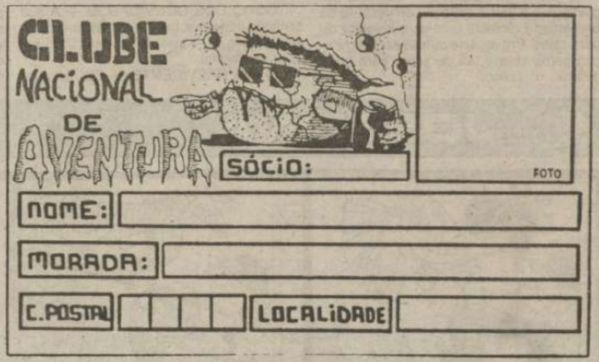 CLUBE
NACIONAL
DE
AVENTURA
SÓCIO:
FOTO
NOME:
MORADA:
C.POSTAL
LOCALIDADE